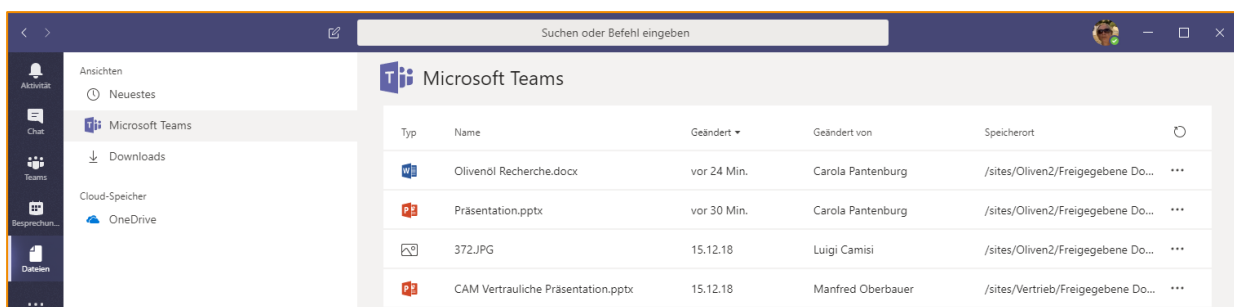 Suchen oder Befehl eingeben
Aktivität
Chat
Teams
Besprechun...
Dateien
Ansichten
Neuestes
Microsoft Teams
Downloads
Cloud-Speicher
OneDrive
Microsoft Teams
Typ Name Geändert Geändert von Speicherort
Olivenöl Recherche.docx vor 24 Min. Carola Pantenburg /sites/Oliven2/Freigegebene Do... ...
Präsentation.pptx vor 30 Min. Carola Pantenburg /sites/Oliven2/Freigegebene Do... ...
372.JPG 15.12.18 Luigi Camisi /sites/Oliven2/Freigegebene Do... ...
CAM Vertrauliche Präsentation.pptx 15.12.18 Manfred Oberbauer /sites/Vertrieb/Freigegebene Do... ...